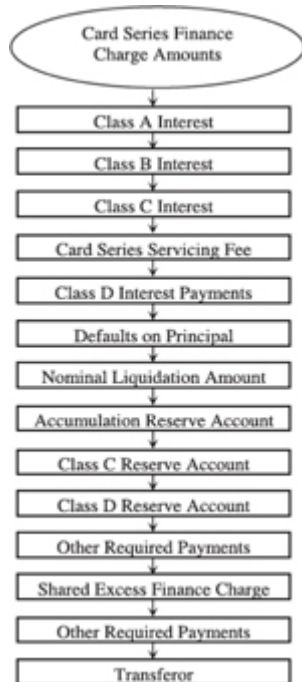 Card Series Finance
Charge Amounts
Class A Interest
Class B Interest
Class C Interest
Card Series Servicing Fee
Class D Interest Payments
Defaults on Principal
Nominal Liquidation Amount
Accumulation Reserve Account
Class C Reserve Account
Class D Reserve Account
Other Required Payments
Shared Excess Finance Charge
Other Required Payments
Transferor